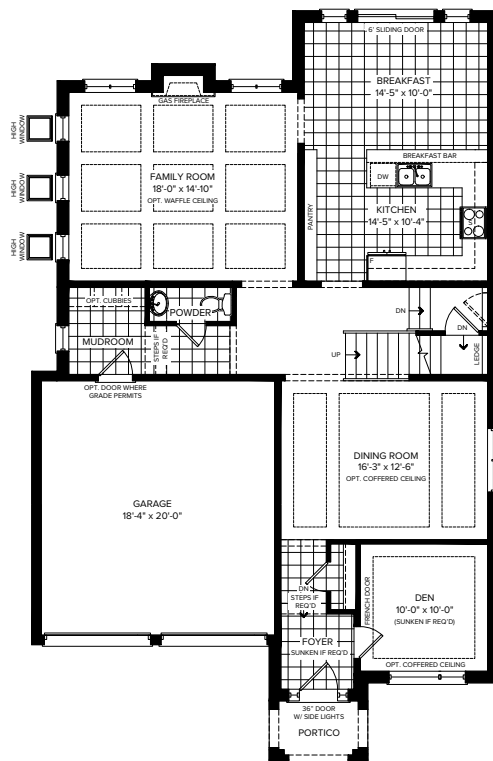 6' SLIDING DOOR
BREAKFAST
14'-5" x 10'-0"
GAS FIREPLACE
HIGH
WINDOW
HIGH
WINDOW
HIGH
WINDOW
FAMILY ROOM
18'-0" x 14'-10"
OPT. WAFFLE CEILING
BREAKFAST BAR
DW
PANTRY
KITCHEN
14'-5" x 10'-4"
S
F
OPT. CUBBIES
POWDER
MUDROOM
STEPS IF
REQ'D
DN
DN
LEDGE
UP
OPT. DOOR WHERE
GRADE PERMITS
GARAGE
18'-4" x 20'-0"
DINING ROOM
16'-3" x 12'-6"
OPT. COFFERED CEILING
DN
STEPS IF
REQ'D
FRENCH DOOR
DEN
10'-0" x 10'-0"
(SUNKEN IF REQ'D)
FOYER
SUNKEN IF REQ'D
OPT. COFFERED CEILING
36" DOOR
W/ SIDE LIGHTS
PORTICO